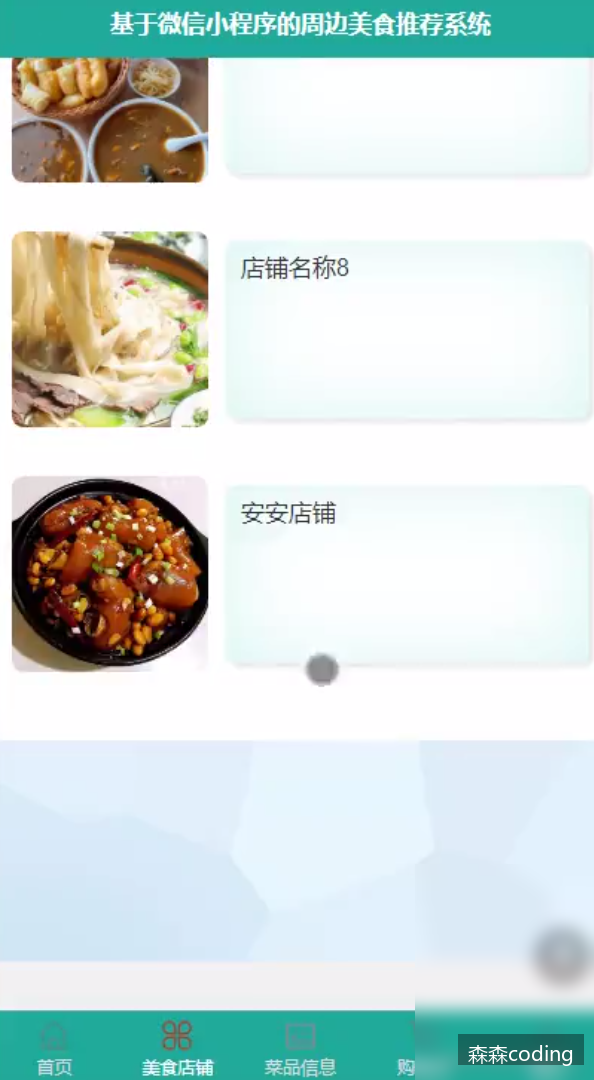 基于微信小程序的周边美食推荐系统
店铺名称8
安安店铺
首页
美食店铺
菜品信息
购
森森coding